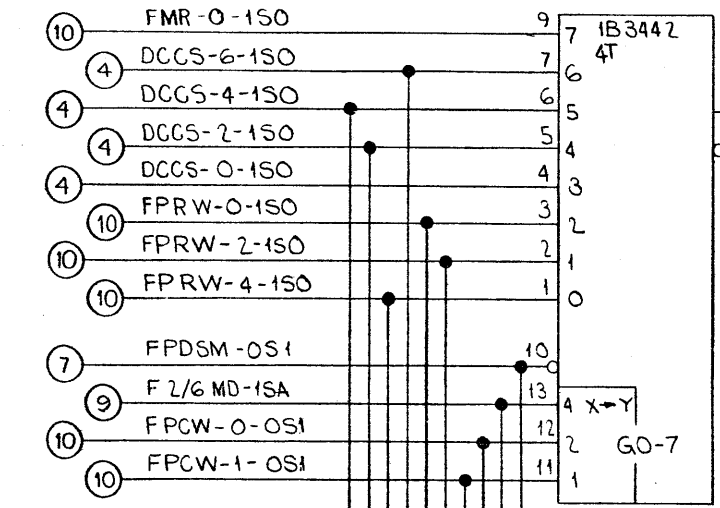 10 FMR-0-1SO 9 7 1B3442
4 DCCS-6-1SO 7 6 4T
4 DCCS-4-1SO 6 5
4 DCCS-2-1SO 5 4
4 DCCS-0-1SO 4 3
10 FPRW-0-1SO 3 2
10 FPRW-2-1SO 2 1
10 FPRW-4-1SO 1 0
7 FPDSM-0S1 10
9 F2/6MD-1SA 13 4 X→Y
10 FPCW-0-0S1 12 2 G0-7
10 FPCW-1-0S1 11 1